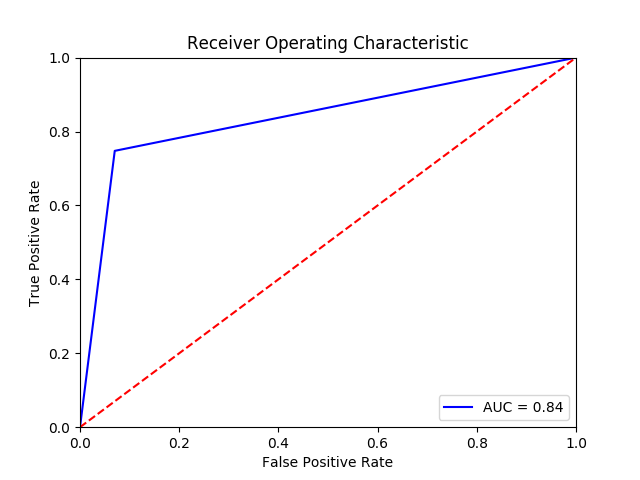 Receiver Operating Characteristic
True Positive Rate
1.0
0.8
0.6
0.4
0.2
0.0
AUC = 0.84
0.0 0.2 0.4 0.6 0.8 1.0
False Positive Rate